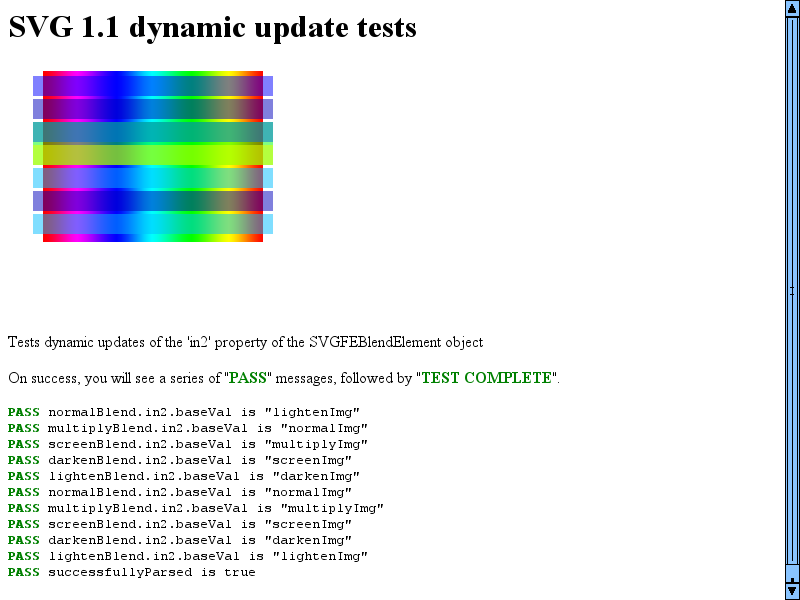 SVG 1.1 dynamic update tests
Tests dynamic updates of the 'in2' property of the SVGFEBlendElement object
On success, you will see a series of "PASS" messages, followed by "TEST COMPLETE".
PASS normalBlend.in2.baseVal is "lightenImg"
PASS multiplyBlend.in2.baseVal is "normalImg"
PASS screenBlend.in2.baseVal is "multiplyImg"
PASS darkenBlend.in2.baseVal is "screenImg"
PASS lightenBlend.in2.baseVal is "darkenImg"
PASS normalBlend.in2.baseVal is "normalImg"
PASS multiplyBlend.in2.baseVal is "multiplyImg"
PASS screenBlend.in2.baseVal is "screenImg"
PASS darkenBlend.in2.baseVal is "darkenImg"
PASS lightenBlend.in2.baseVal is "lightenImg"
PASS successfullyParsed is true